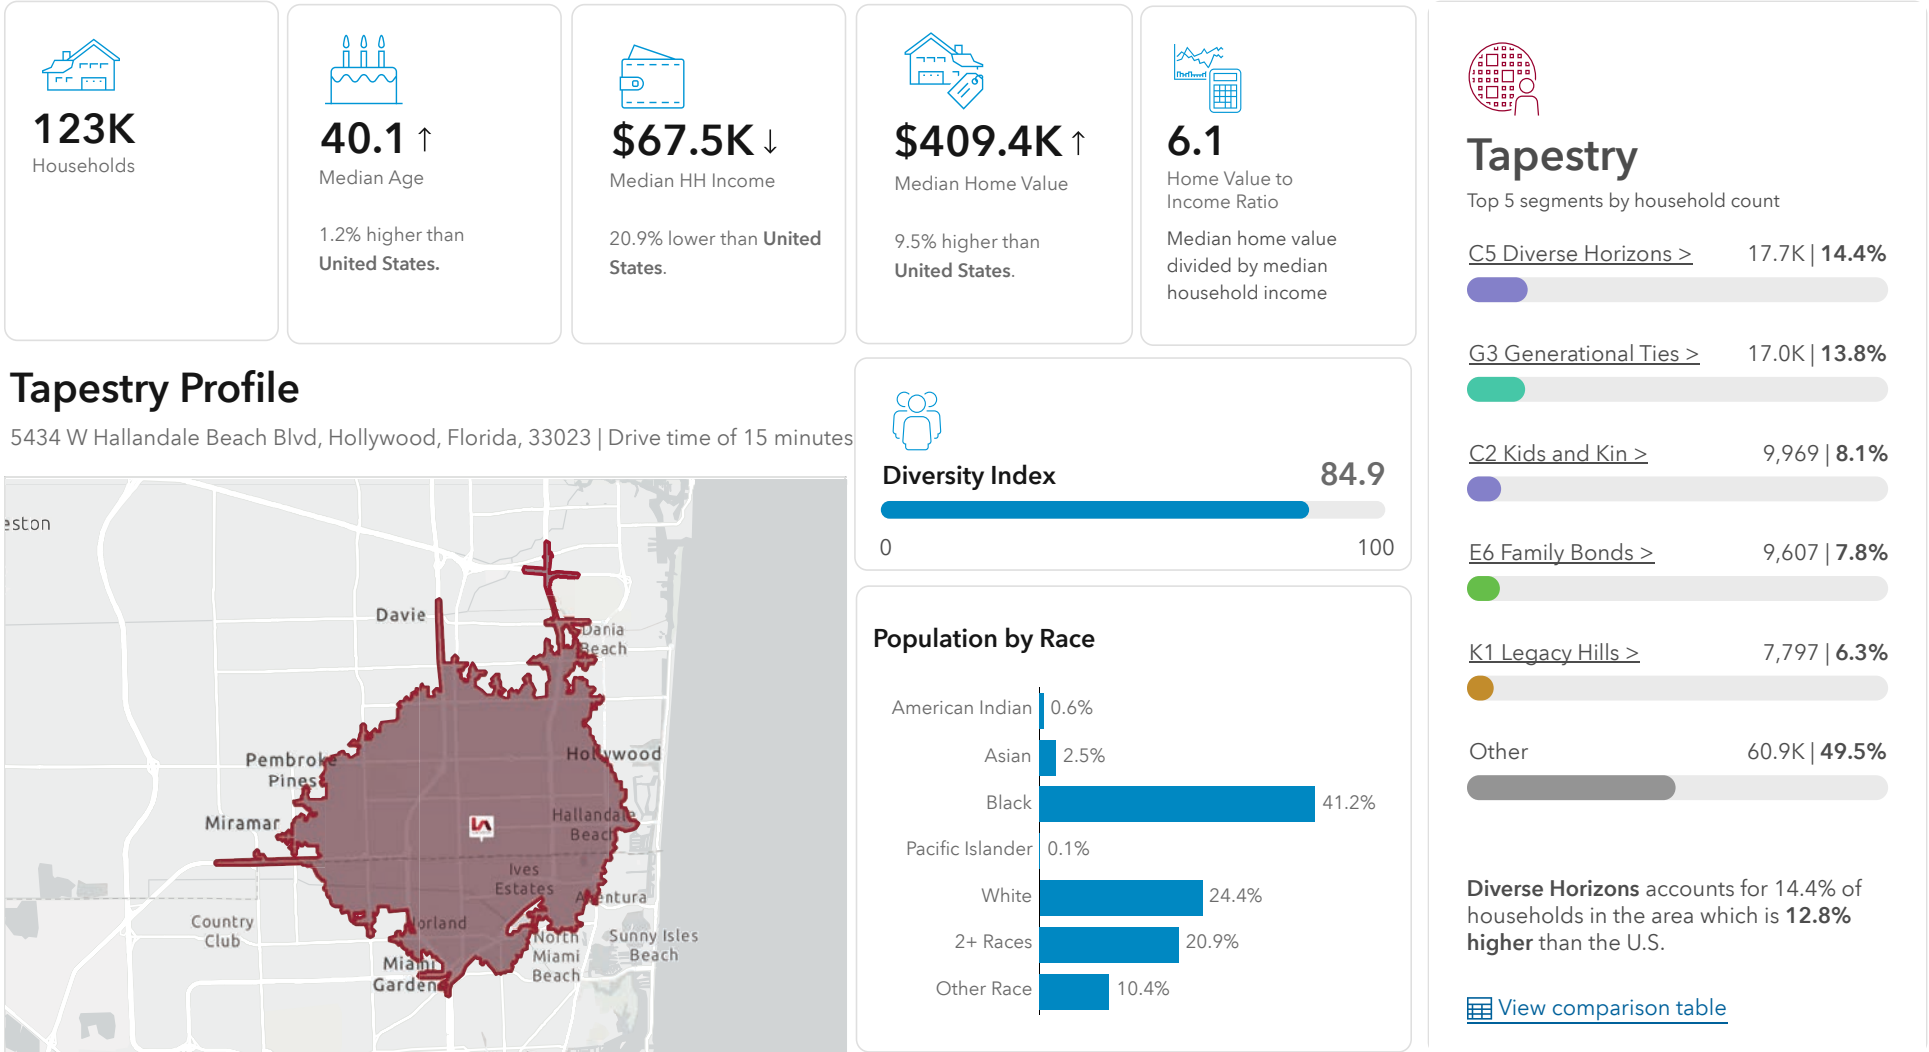 123K
Households
40.1 ↑
Median Age
1.2% higher than
United States.
$67.5K ↓
Median HH Income
20.9% lower than United
States.
$409.4K ↑
Median Home Value
9.5% higher than
United States.
6.1
Home Value to
Income Ratio
Median home value
divided by median
household income
Tapestry Profile
5434 W Hallandale Beach Blvd, Hollywood, Florida, 33023 | Drive time of 15 minutes
eston
Davie
Dania
Beach
Pembroke
Pines
Hollywood
Miramar
Hallandale
Beach
Ives
Estates
Aventura
Country
Club
Norland
North
Miami
Beach
Sunny Isles
Beach
Miami
Gardens
Diversity Index
84.9
0
100
Population by Race
American Indian 0.6%
Asian 2.5%
Black 41.2%
Pacific Islander 0.1%
White 24.4%
2+ Races 20.9%
Other Race 10.4%
Tapestry
Top 5 segments by household count
C5 Diverse Horizons > 17.7K | 14.4%
G3 Generational Ties > 17.0K | 13.8%
C2 Kids and Kin > 9,969 | 8.1%
E6 Family Bonds > 9,607 | 7.8%
K1 Legacy Hills > 7,797 | 6.3%
Other 60.9K | 49.5%
Diverse Horizons accounts for 14.4% of
households in the area which is 12.8%
higher than the U.S.
View comparison table